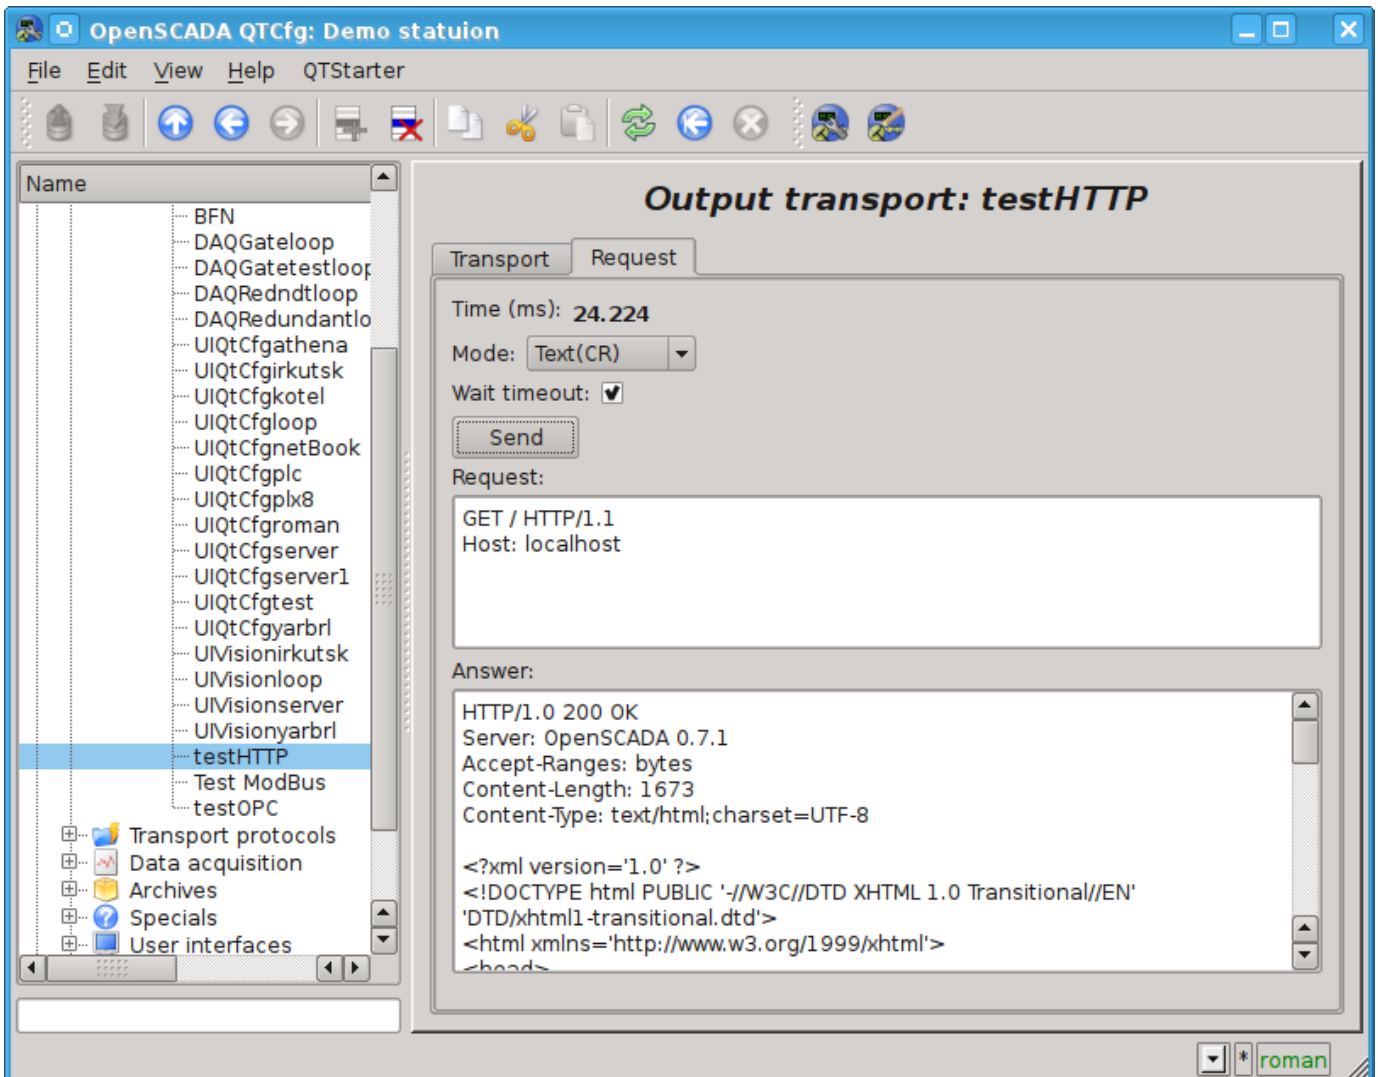 OpenSCADA QTCfg: Demo statuion
File Edit View Help QTStarter
Name
BFN
DAQGateloop
DAQGatetestloop
DAQRedndtloop
DAQRedundantlo
UIQtCfgathena
UIQtCfgirkutsk
UIQtCfgkotel
UIQtCfgloop
UIQtCfgnetBook
UIQtCfgplc
UIQtCfgplx8
UIQtCfgroman
UIQtCfgserver
UIQtCfgserver1
UIQtCfgtest
UIQtCfgyarbrl
UIVisionirkutsk
UIVisionloop
UIVisionserver
UIVisionyarbrl
testHTTP
Test ModBus
testOPC
Transport protocols
Data acquisition
Archives
Specials
User interfaces
Output transport: testHTTP
Transport Request
Time (ms): 24.224
Mode: Text(CR)
Wait timeout:
Send
Request:
GET / HTTP/1.1
Host: localhost
Answer:
HTTP/1.0 200 OK
Server: OpenSCADA 0.7.1
Accept-Ranges: bytes
Content-Length: 1673
Content-Type: text/html;charset=UTF-8
<?xml version='1.0' ?>
<!DOCTYPE html PUBLIC '-//W3C//DTD XHTML 1.0 Transitional//EN'
'DTD/xhtml1-transitional.dtd'>
<html xmlns='http://www.w3.org/1999/xhtml'>
<head>
* roman